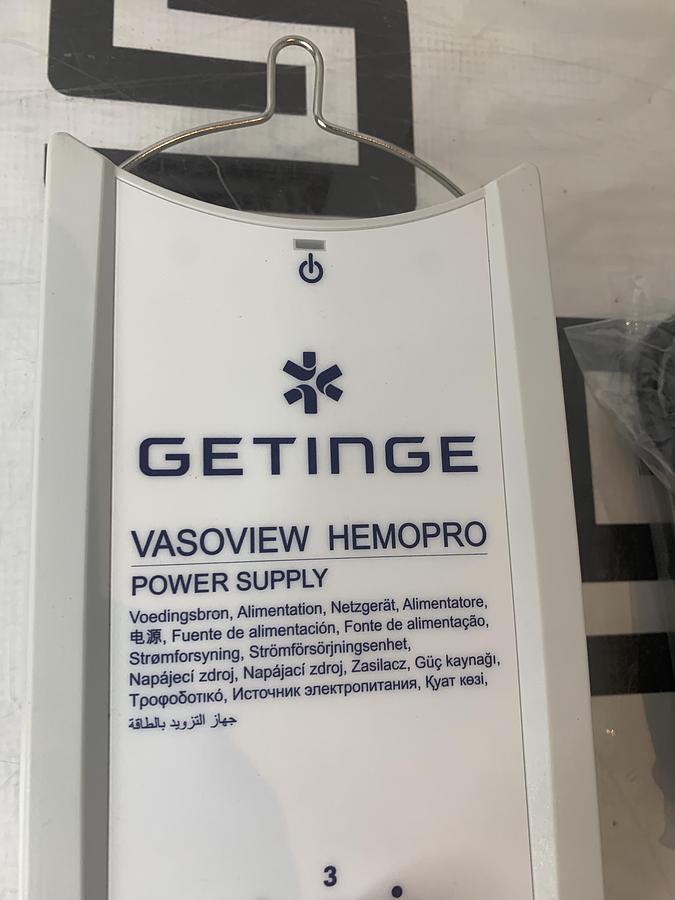 GETINGE
VASOVIEW HEMOPRO
POWER SUPPLY
Voedingsbron, Alimentation, Netzgerät, Alimentatore,
电源, Fuente de alimentación, Fonte de alimentação,
Strømforsyning, Strömförsörjningsenhet,
Napájecí zdroj, Napájací zdroj, Zasilacz, Güç kaynağı,
Τροφοδοτικό, Источник электропитания, Қуат көзі,
جهاز التزويد بالطاقة
3